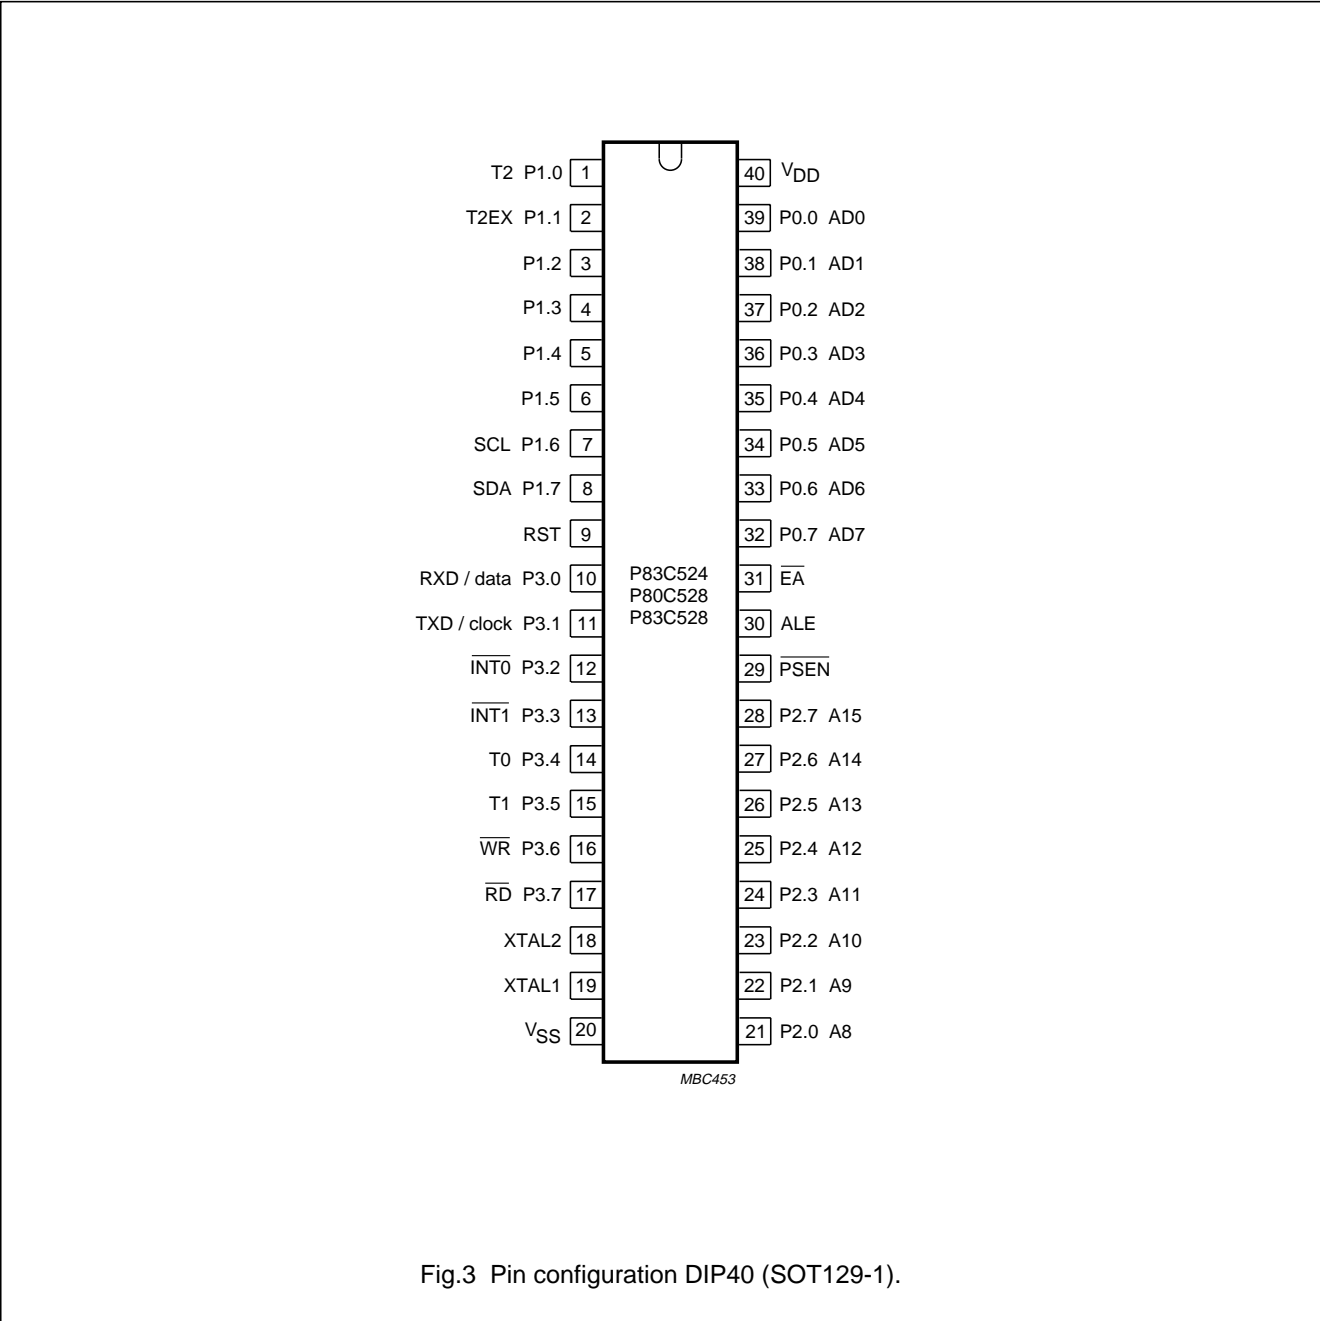 T2 P1.0 1 40 VDD
T2EX P1.1 2 39 P0.0 AD0
P1.2 3 38 P0.1 AD1
P1.3 4 37 P0.2 AD2
P1.4 5 36 P0.3 AD3
P1.5 6 35 P0.4 AD4
SCL P1.6 7 34 P0.5 AD5
SDA P1.7 8 33 P0.6 AD6
RST 9 32 P0.7 AD7
RXD / data P3.0 10 P83C524 31 E̅A̅
P80C528
TXD / clock P3.1 11 P83C528 30 ALE
I̅N̅T̅0̅ P3.2 12 29 P̅S̅E̅N̅
I̅N̅T̅1̅ P3.3 13 28 P2.7 A15
T0 P3.4 14 27 P2.6 A14
T1 P3.5 15 26 P2.5 A13
W̅R̅ P3.6 16 25 P2.4 A12
R̅D̅ P3.7 17 24 P2.3 A11
XTAL2 18 23 P2.2 A10
XTAL1 19 22 P2.1 A9
VSS 20 21 P2.0 A8
MBC453
Fig.3 Pin configuration DIP40 (SOT129-1).